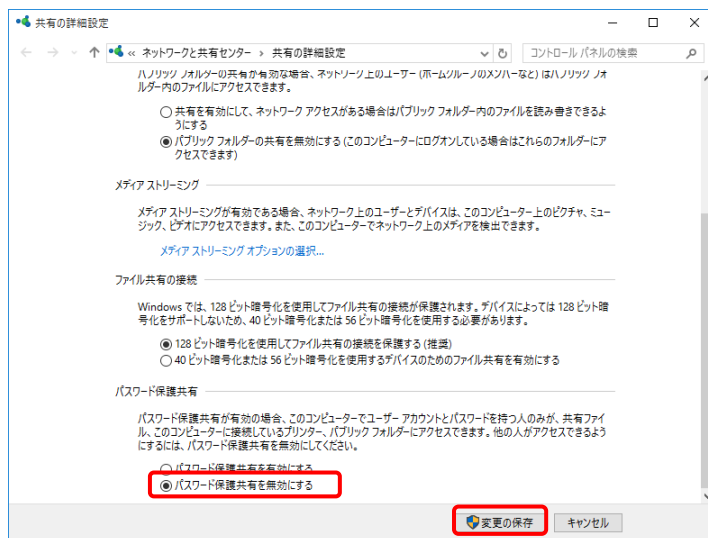 共有の詳細設定
« ネットワークと共有センター › 共有の詳細設定
コントロール パネルの検索
パブリック フォルダーの共有が有効な場合、ネットワーク上のユーザー (ホームグループのメンバーなど) はパブリック フォ
ルダー内のファイルにアクセスできます。
共有を有効にして、ネットワーク アクセスがある場合はパブリック フォルダー内のファイルを読み書きできるよ
うにする
パブリック フォルダーの共有を無効にする (このコンピューターにログオンしている場合はこれらのフォルダーにア
クセスできます)
メディア ストリーミング
メディア ストリーミングが有効である場合、ネットワーク上のユーザーとデバイスは、このコンピューター上のピクチャ、ミュー
ジック、ビデオにアクセスできます。また、このコンピューターでネットワーク上のメディアを検出できます。
メディア ストリーミング オプションの選択...
ファイル共有の接続
Windows では、128 ビット暗号化を使用してファイル共有の接続が保護されます。デバイスによっては 128 ビット暗
号化をサポートしないため、40 ビット暗号化または 56 ビット暗号化を使用する必要があります。
128 ビット暗号化を使用してファイル共有の接続を保護する (推奨)
40 ビット暗号化または 56 ビット暗号化を使用するデバイスのためのファイル共有を有効にする
パスワード保護共有
パスワード保護共有が有効の場合、このコンピューターでユーザー アカウントとパスワードを持つ人のみが、共有ファイ
ル、このコンピューターに接続しているプリンター、パブリック フォルダーにアクセスできます。他の人がアクセスできるよう
にするには、パスワード保護共有を無効にしてください。
パスワード保護共有を有効にする
パスワード保護共有を無効にする
変更の保存
キャンセル